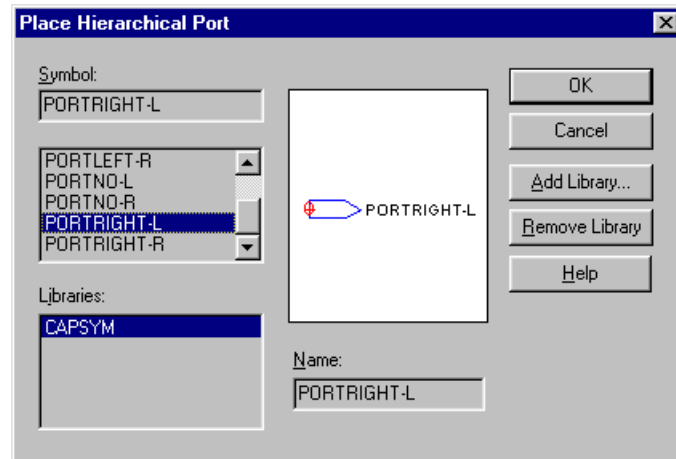 Place Hierarchical Port
Symbol:
PORTRIGHT-L
PORTLEFT-R
PORTNO-L
PORTNO-R
PORTRIGHT-L
PORTRIGHT-R
Libraries:
CAPSYM
PORTRIGHT-L
Name:
PORTRIGHT-L
OK
Cancel
Add Library...
Remove Library
Help